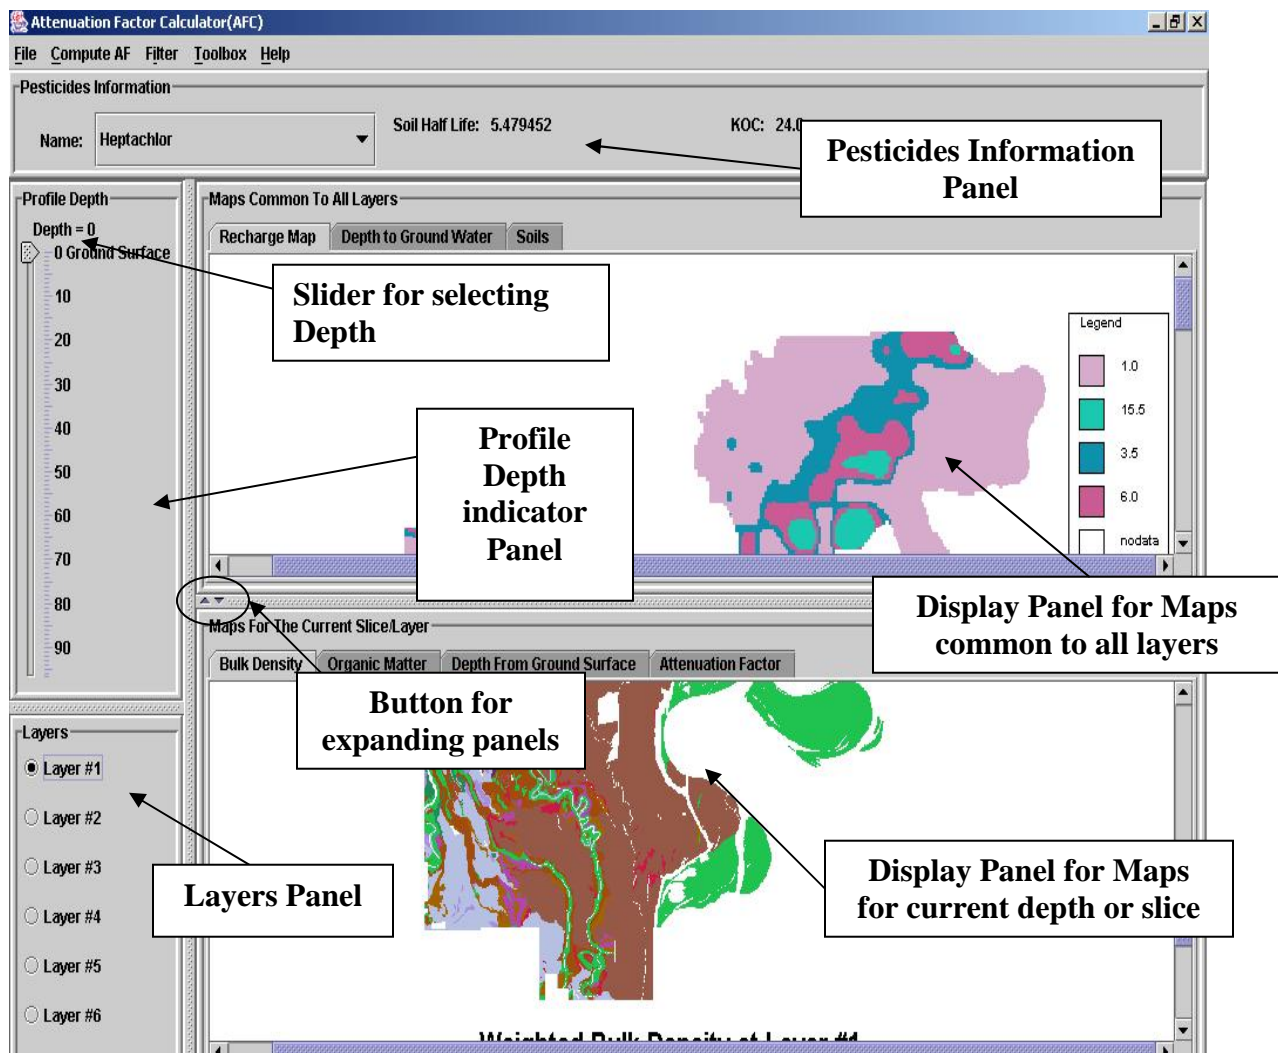 Attenuation Factor Calculator(AFC)
File Compute AF Filter Toolbox Help
Pesticides Information
Name: Heptachlor
Soil Half Life: 5.479452
KOC: 24.0
Pesticides Information
Panel
Profile Depth
Depth = 0
0 Ground Surface
10
20
30
40
50
60
70
80
90
Slider for selecting
Depth
Profile
Depth
indicator
Panel
Maps Common To All Layers
Recharge Map Depth to Ground Water Soils
Legend
1.0
15.5
3.5
6.0
nodata
Display Panel for Maps
common to all layers
Maps For The Current Slice/Layer
Bulk Density Organic Matter Depth From Ground Surface Attenuation Factor
Button for
expanding panels
Layers
Layer #1
Layer #2
Layer #3
Layer #4
Layer #5
Layer #6
Layers Panel
Display Panel for Maps
for current depth or slice
Weighted Bulk Density at Layer #1